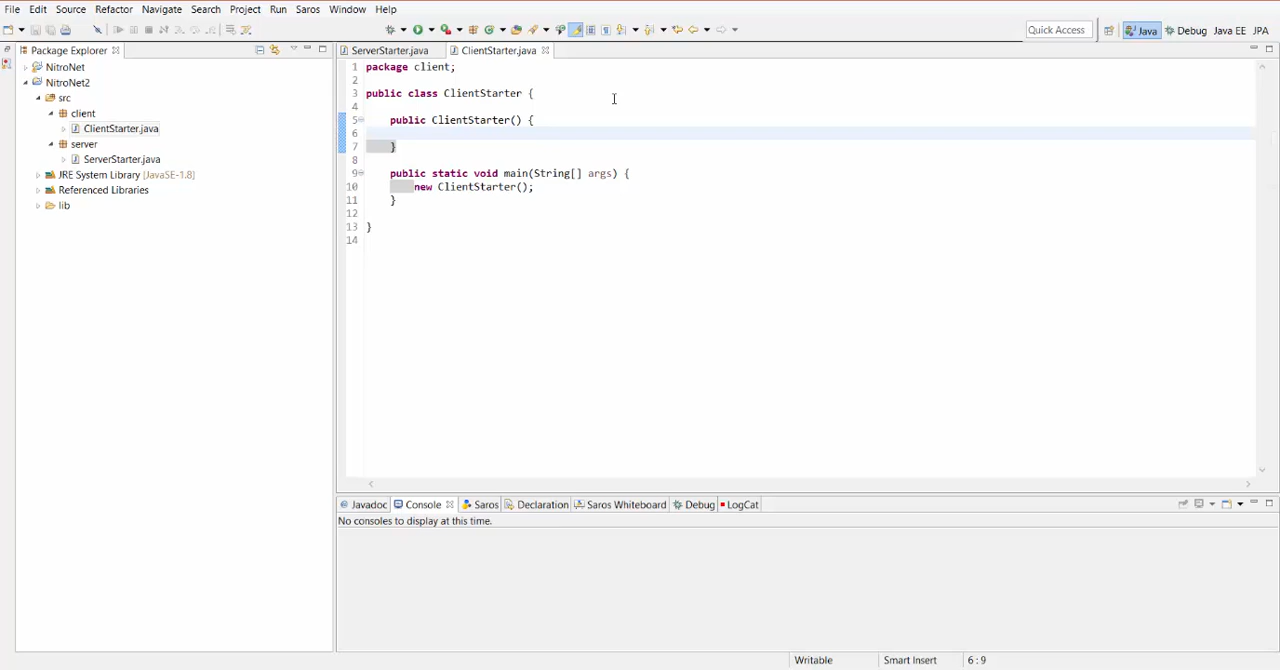 File Edit Source Refactor Navigate Search Project Run Saros Window Help
Quick Access Java Debug Java EE JPA
Package Explorer
NitroNet
NitroNet2
src
client
ClientStarter.java
server
ServerStarter.java
JRE System Library [JavaSE-1.8]
Referenced Libraries
lib
ServerStarter.java ClientStarter.java
1 package client;
2
3 public class ClientStarter {
4
5 public ClientStarter() {
6
7 }
8
9 public static void main(String[] args) {
10 new ClientStarter();
11 }
12
13 }
14
Javadoc Console Saros Declaration Saros Whiteboard Debug LogCat
No consoles to display at this time.
Writable Smart Insert 6 : 9